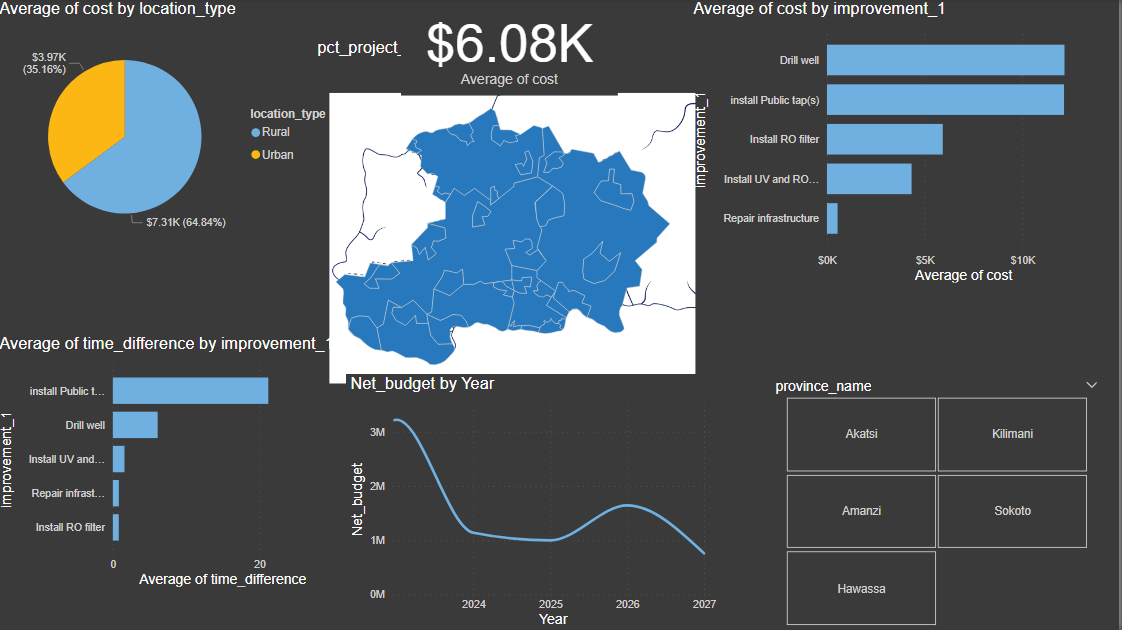 Average of cost by location_type
$3.97K
(35.16%)
$7.31K (64.84%)
location_type
Rural
Urban
pct_project_
$6.08K
Average of cost
Average of cost by improvement_1
improvement_1
Drill well
install Public tap(s)
Install RO filter
Install UV and RO...
Repair infrastructure
$0K
$5K
$10K
Average of cost
Average of time_difference by improvement_1
improvement_1
install Public t...
Drill well
Install UV and...
Repair infrast...
Install RO filter
0
20
Average of time_difference
Net_budget by Year
Net_budget
3M
2M
1M
0M
2024
2025
2026
2027
Year
province_name
Akatsi
Kilimani
Amanzi
Sokoto
Hawassa